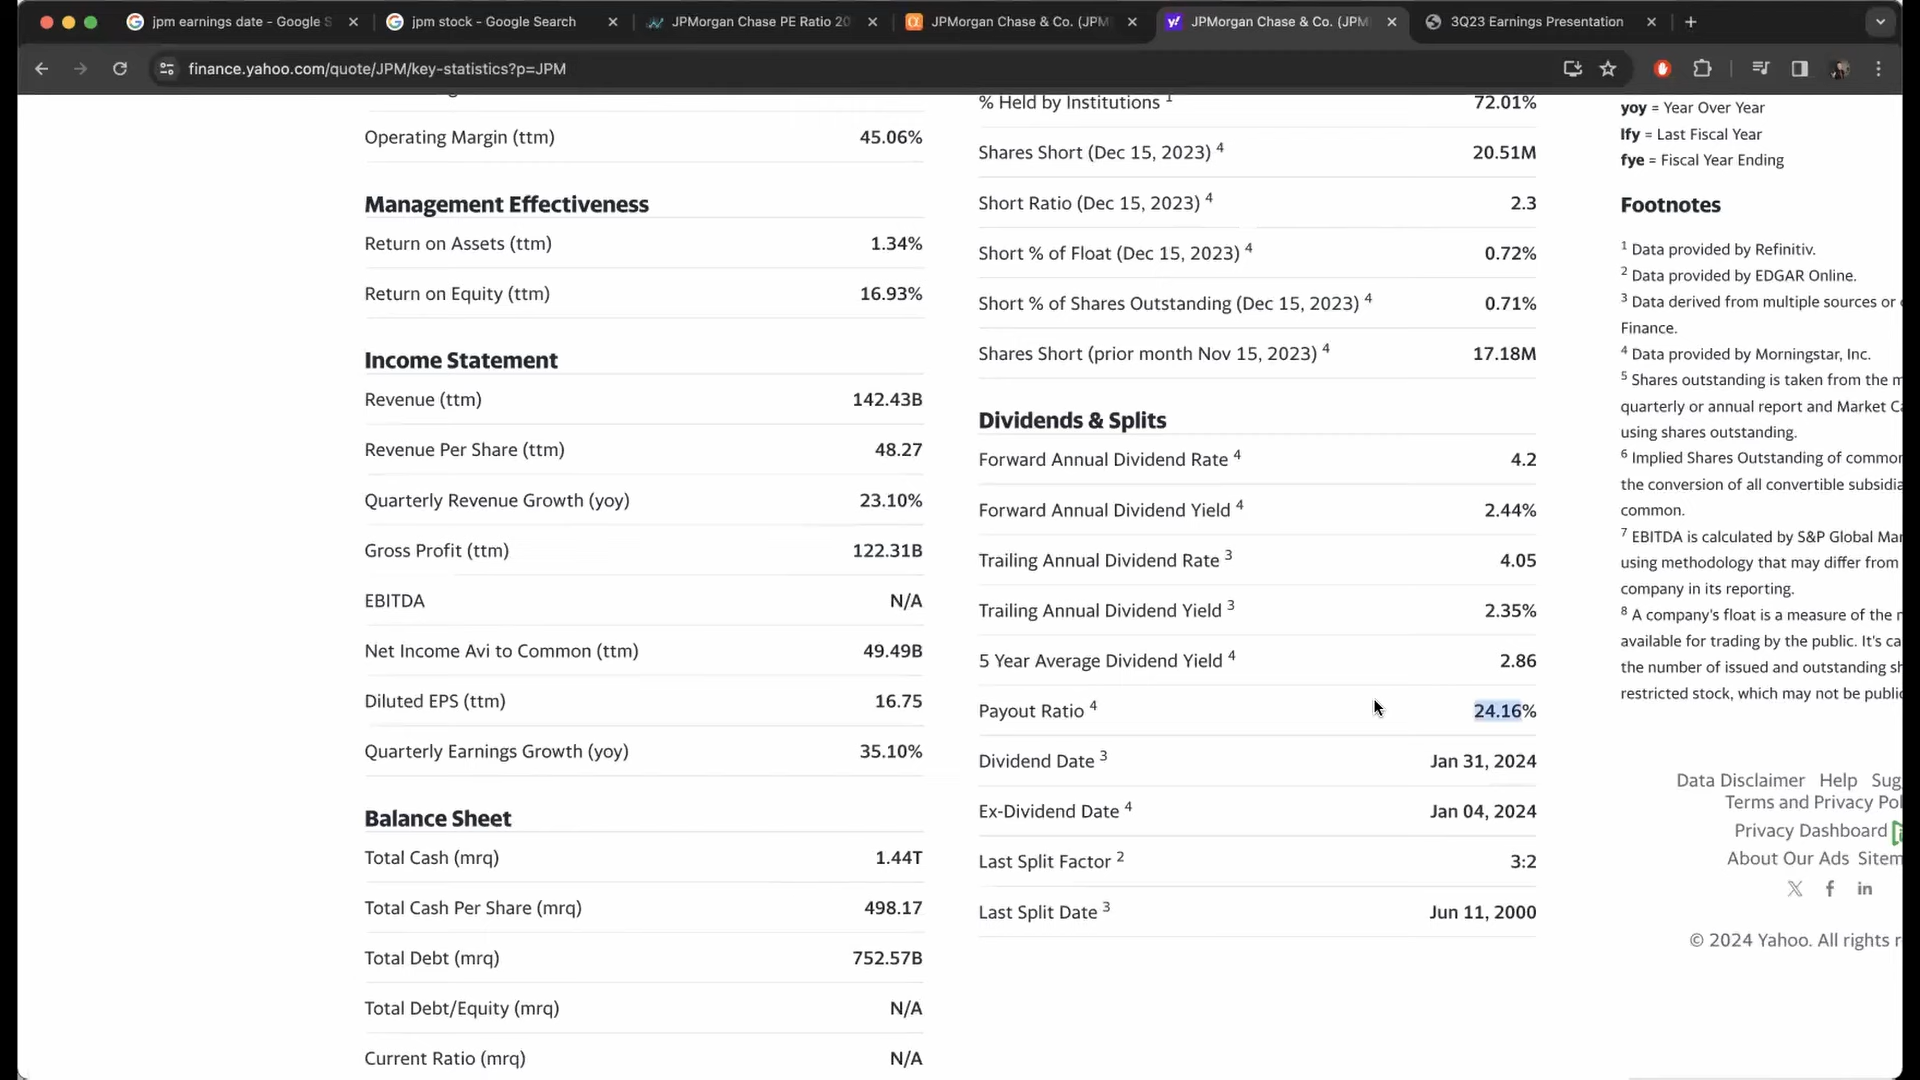 jpm earnings date - Google S
jpm stock - Google Search
JPMorgan Chase PE Ratio 20
JPMorgan Chase & Co. (JPM
JPMorgan Chase & Co. (JPM
3Q23 Earnings Presentation
finance.yahoo.com/quote/JPM/key-statistics?p=JPM
Operating Margin (ttm) 45.06%
Management Effectiveness
Return on Assets (ttm) 1.34%
Return on Equity (ttm) 16.93%
Income Statement
Revenue (ttm) 142.43B
Revenue Per Share (ttm) 48.27
Quarterly Revenue Growth (yoy) 23.10%
Gross Profit (ttm) 122.31B
EBITDA N/A
Net Income Avi to Common (ttm) 49.49B
Diluted EPS (ttm) 16.75
Quarterly Earnings Growth (yoy) 35.10%
Balance Sheet
Total Cash (mrq) 1.44T
Total Cash Per Share (mrq) 498.17
Total Debt (mrq) 752.57B
Total Debt/Equity (mrq) N/A
Current Ratio (mrq) N/A
% Held by Institutions 1 72.01%
Shares Short (Dec 15, 2023) 4 20.51M
Short Ratio (Dec 15, 2023) 4 2.3
Short % of Float (Dec 15, 2023) 4 0.72%
Short % of Shares Outstanding (Dec 15, 2023) 4 0.71%
Shares Short (prior month Nov 15, 2023) 4 17.18M
Dividends & Splits
Forward Annual Dividend Rate 4 4.2
Forward Annual Dividend Yield 4 2.44%
Trailing Annual Dividend Rate 3 4.05
Trailing Annual Dividend Yield 3 2.35%
5 Year Average Dividend Yield 4 2.86
Payout Ratio 4 24.16%
Dividend Date 3 Jan 31, 2024
Ex-Dividend Date 4 Jan 04, 2024
Last Split Factor 2 3:2
Last Split Date 3 Jun 11, 2000
yoy = Year Over Year
lfy = Last Fiscal Year
fye = Fiscal Year Ending
Footnotes
1 Data provided by Refinitiv.
2 Data provided by EDGAR Online.
3 Data derived from multiple sources or
Finance.
4 Data provided by Morningstar, Inc.
5 Shares outstanding is taken from the m
quarterly or annual report and Market C
using shares outstanding.
6 Implied Shares Outstanding of common
the conversion of all convertible subsidia
common.
7 EBITDA is calculated by S&P Global Mar
using methodology that may differ from
company in its reporting.
8 A company's float is a measure of the
available for trading by the public. It's ca
the number of issued and outstanding sh
restricted stock, which may not be public
Data Disclaimer Help Sug
Terms and Privacy Pol
Privacy Dashboard
About Our Ads Sitem
© 2024 Yahoo. All rights r